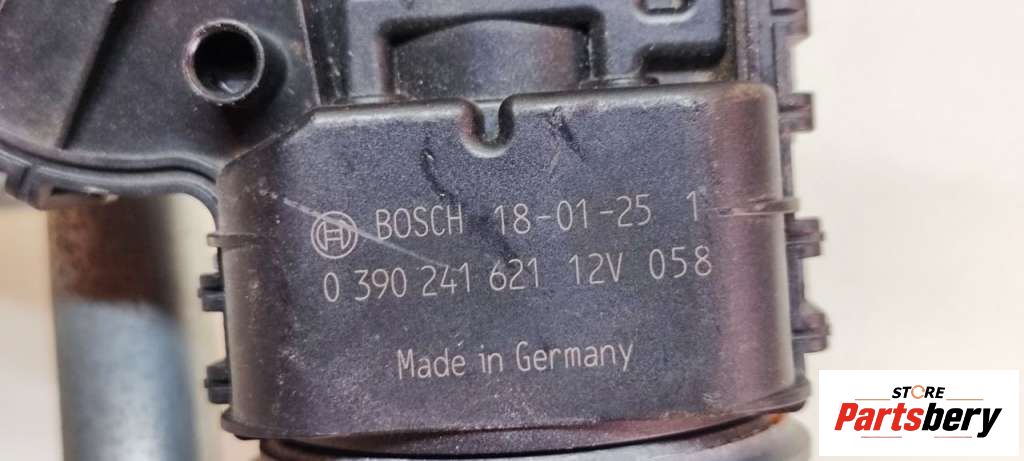 BOSCH 18-01-25 1
0 390 241 621 12V 058
Made in Germany
STORE
Partsbery